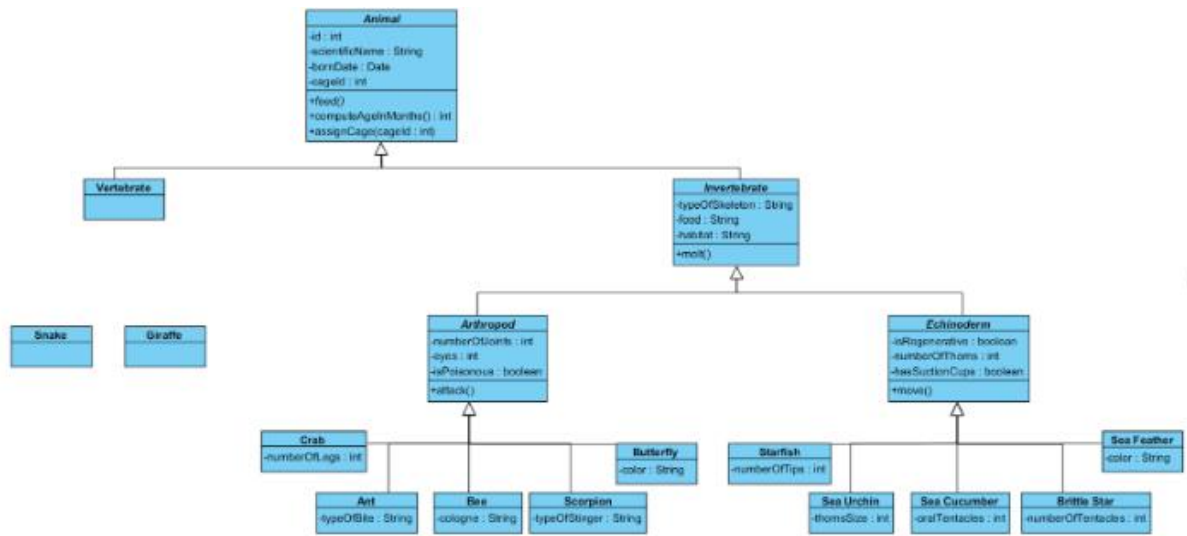 Animal
-id : int
-scientificName : String
-bornDate : Date
-cageId : int
+feed()
+computeAgeInMonths() : int
+assignCage(cageId : int)
Vertebrate
Invertebrate
-typeOfSkeleton : String
-food : String
-habitat : String
+molt()
Snake
Giraffe
Arthropod
-numberOfJoints : int
-eyes : int
-isPoisonous : boolean
+attack()
Echinoderm
-isRegenerative : boolean
-numberOfThorns : int
-hasSuctionCups : boolean
+move()
Crab
-numberOfLegs : int
Butterfly
-color : String
Starfish
-numberOfTips : int
Sea Feather
-color : String
Ant
-typeOfBite : String
Bee
-cologne : String
Scorpion
-typeOfStinger : String
Sea Urchin
-thornsSize : int
Sea Cucumber
-oralTentacles : int
Brittle Star
-numberOfTentacles : int